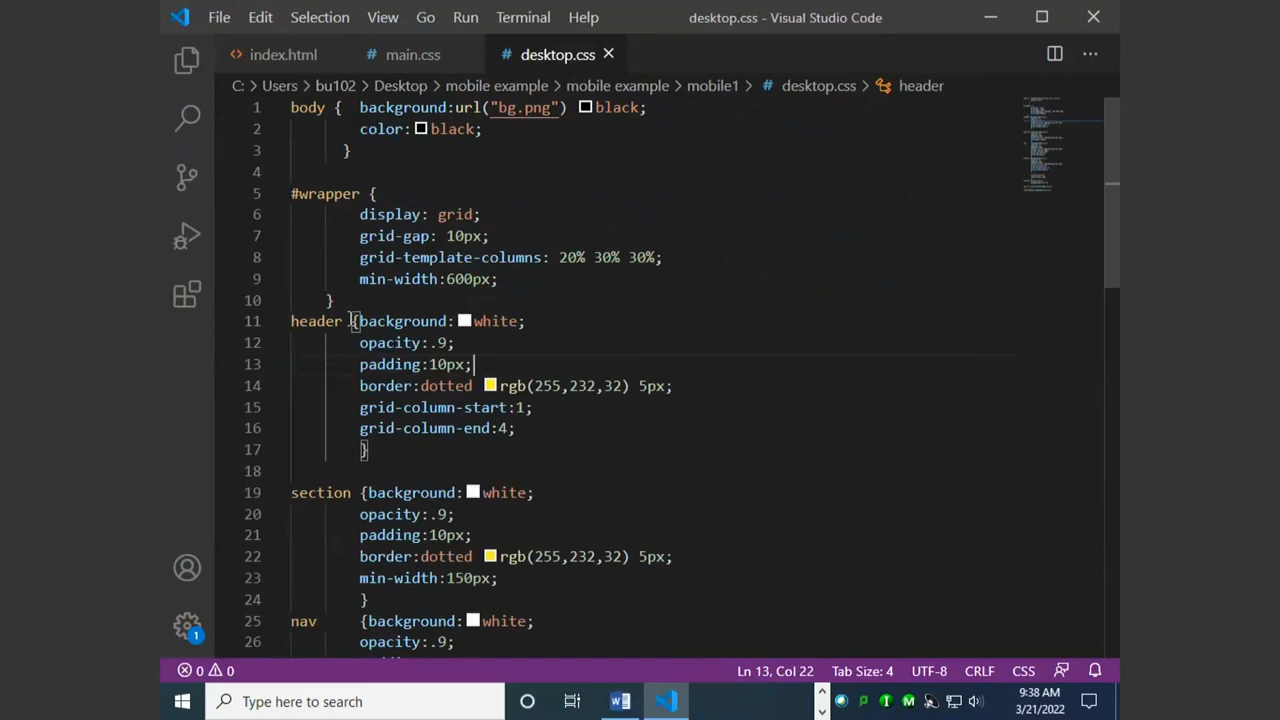 File Edit Selection View Go Run Terminal Help desktop.css - Visual Studio Code
<> index.html # main.css # desktop.css ×
C: > Users > bu102 > Desktop > mobile example > mobile example > mobile1 > # desktop.css > header
1 body { background:url("bg.png") black;
2 color: black;
3 }
4
5 #wrapper {
6 display: grid;
7 grid-gap: 10px;
8 grid-template-columns: 20% 30% 30%;
9 min-width:600px;
10 }
11 header {background: white;
12 opacity:.9;
13 padding:10px;
14 border:dotted rgb(255,232,32) 5px;
15 grid-column-start:1;
16 grid-column-end:4;
17 }
18
19 section {background: white;
20 opacity:.9;
21 padding:10px;
22 border:dotted rgb(255,232,32) 5px;
23 min-width:150px;
24 }
25 nav {background: white;
26 opacity:.9;
1
0 0 Ln 13, Col 22 Tab Size: 4 UTF-8 CRLF CSS
Type here to search 9:38 AM
3/21/2022